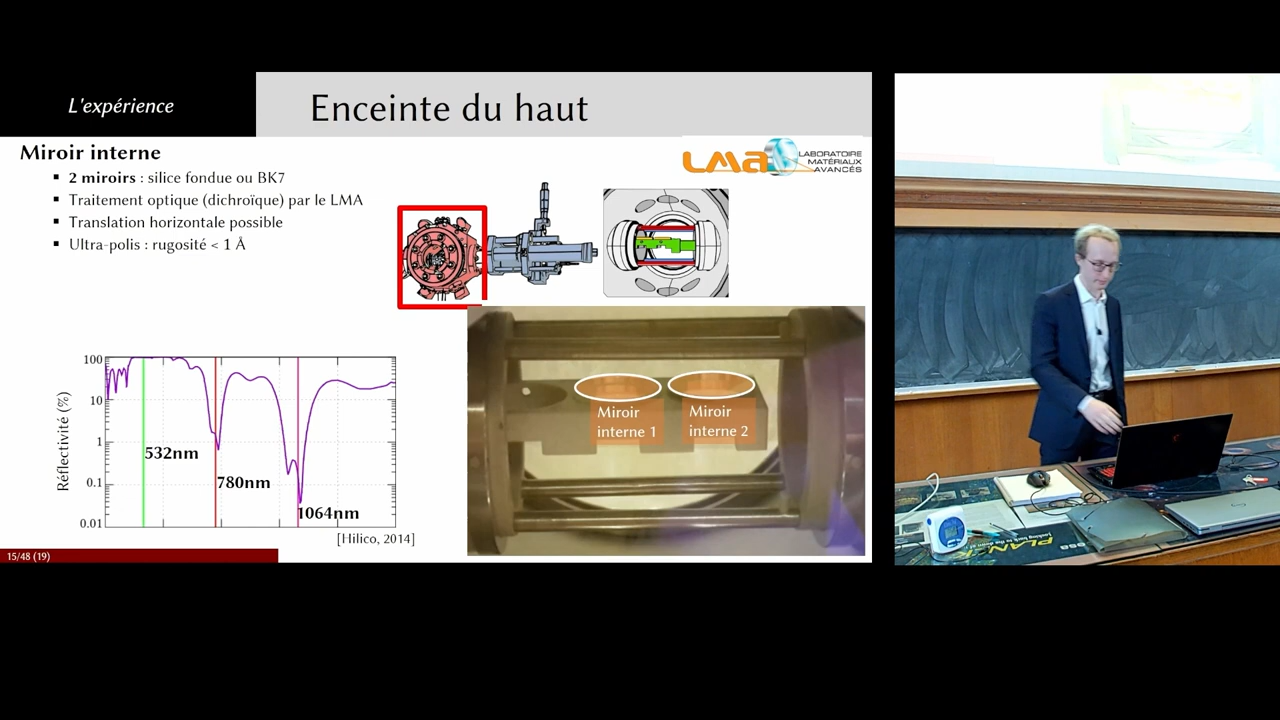 L'expérience
Enceinte du haut
Miroir interne
▪ 2 miroirs : silice fondue ou BK7
▪ Traitement optique (dichroïque) par le LMA
▪ Translation horizontale possible
▪ Ultra-polis : rugosité < 1 Å
LMA
LABORATOIRE
MATÉRIAUX
AVANCÉS
Miroir
interne 1
Miroir
interne 2
Réflectivité (%)
100
10
1
0.1
0.01
532nm
780nm
1064nm
[Hilico, 2014]
15/48 (19)
PLANCK